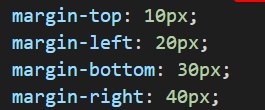 margin-top: 10px;
margin-left: 20px;
margin-bottom: 30px;
margin-right: 40px;